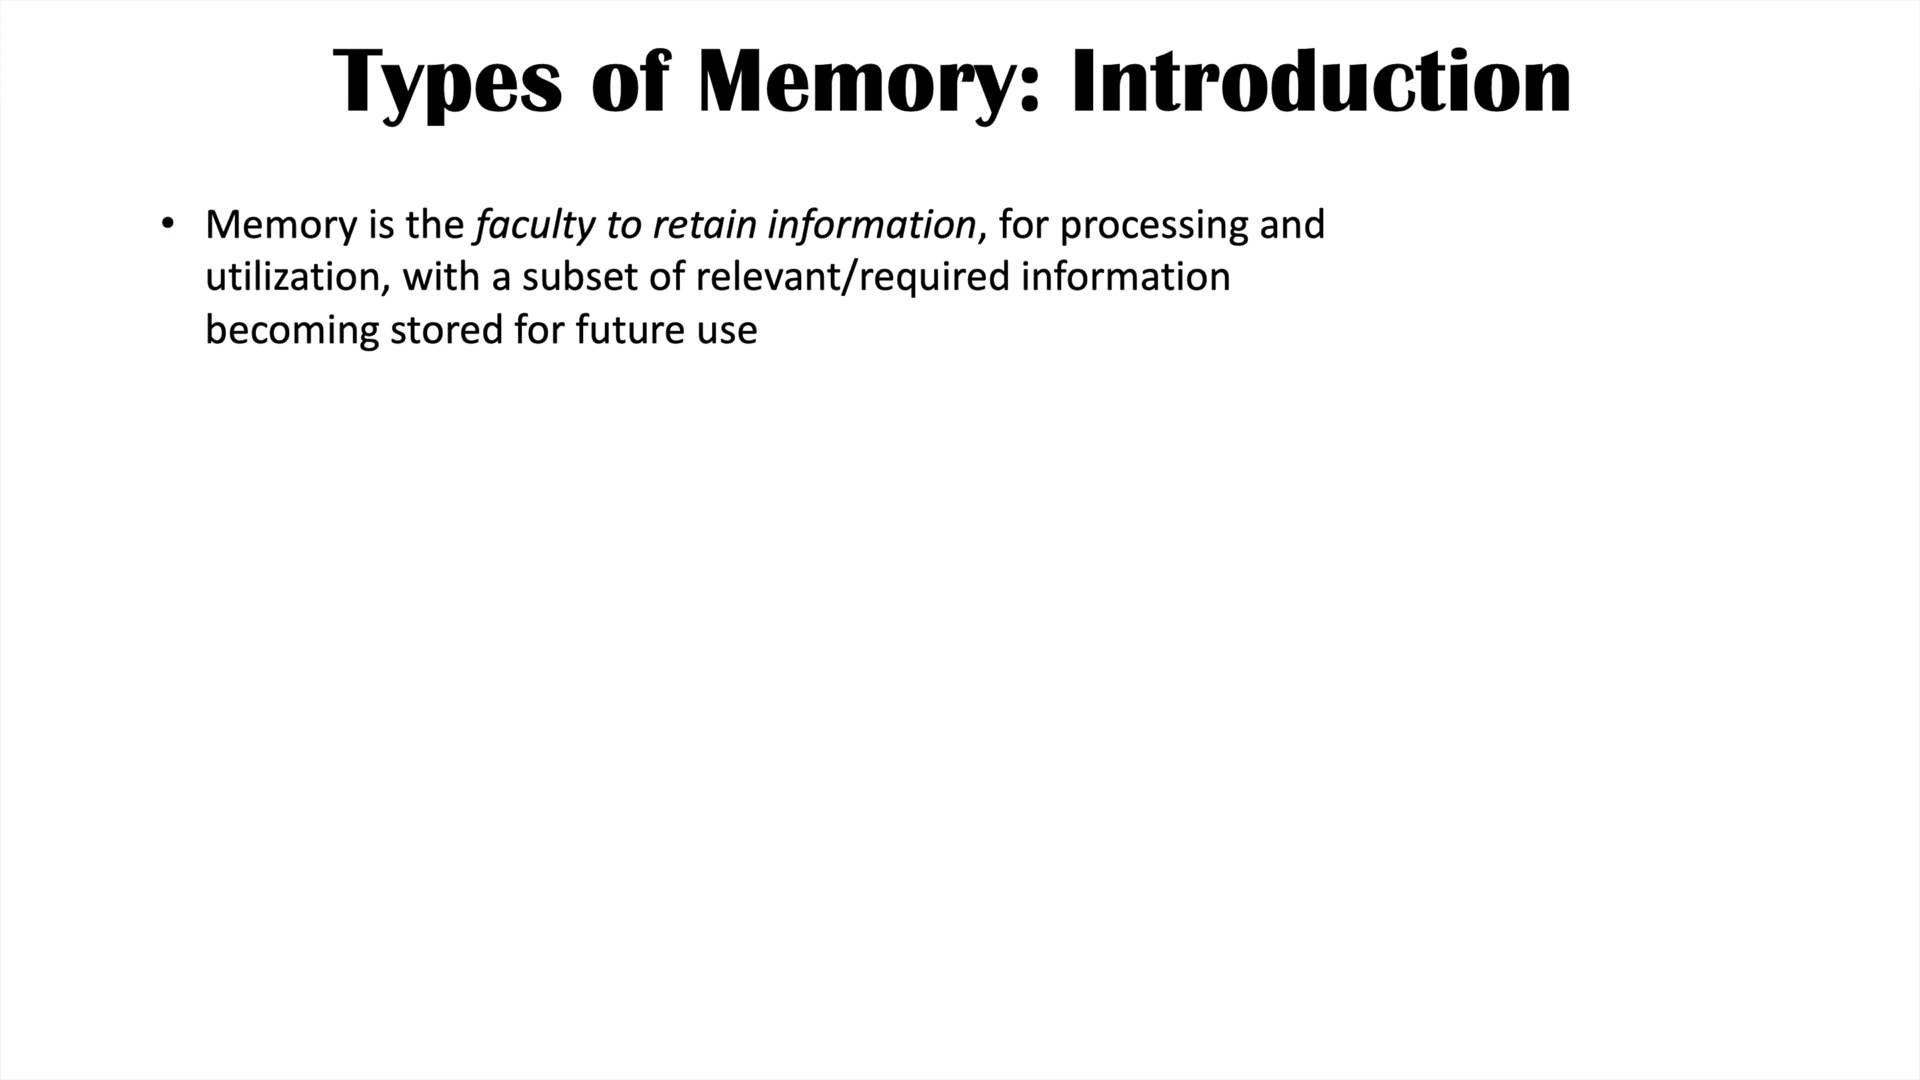 Types of Memory: Introduction
• Memory is the faculty to retain information, for processing and
utilization, with a subset of relevant/required information
becoming stored for future use